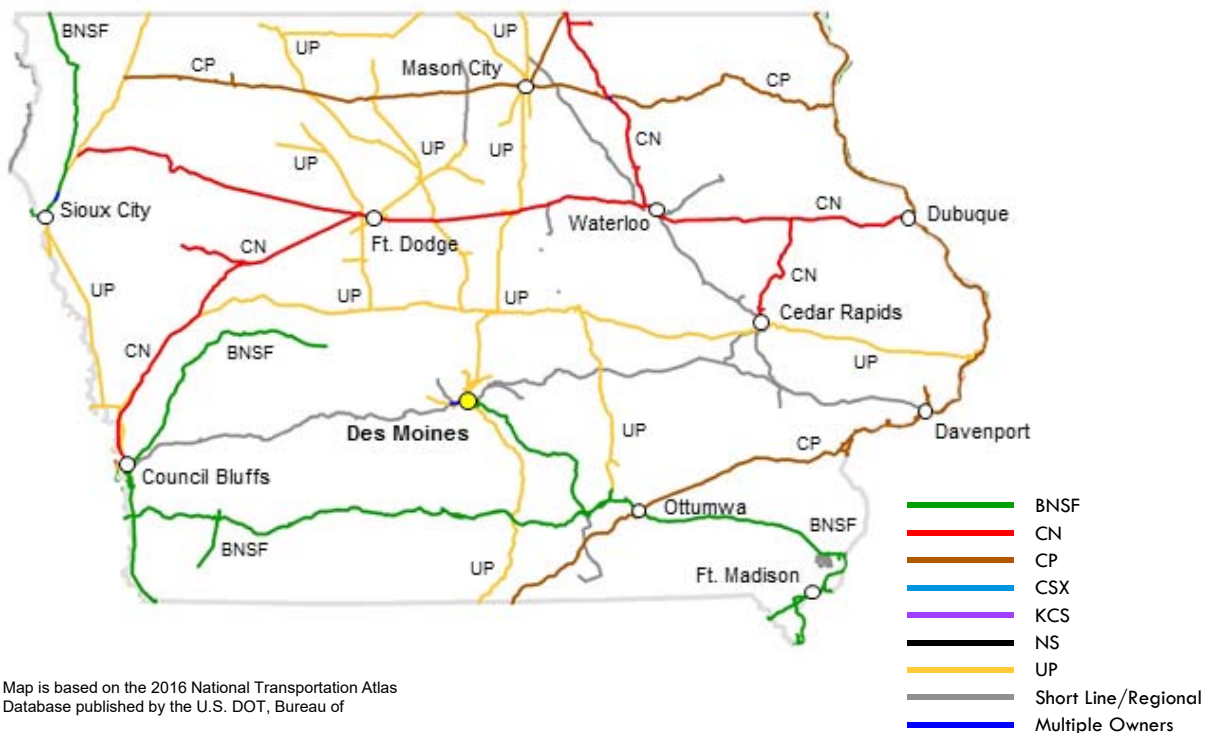 BNSF
UP
UP
CP
Mason City
CP
CN
UP
UP
UP
Sioux City
CN
Dubuque
Waterloo
Ft. Dodge
CN
CN
UP
UP
UP
Cedar Rapids
CN
BNSF
UP
Des Moines
UP
CP
Davenport
Council Bluffs
Ottumwa
BNSF
BNSF
UP
Ft. Madison
BNSF
CN
CP
CSX
KCS
NS
UP
Short Line/Regional
Multiple Owners
Map is based on the 2016 National Transportation Atlas
Database published by the U.S. DOT, Bureau of